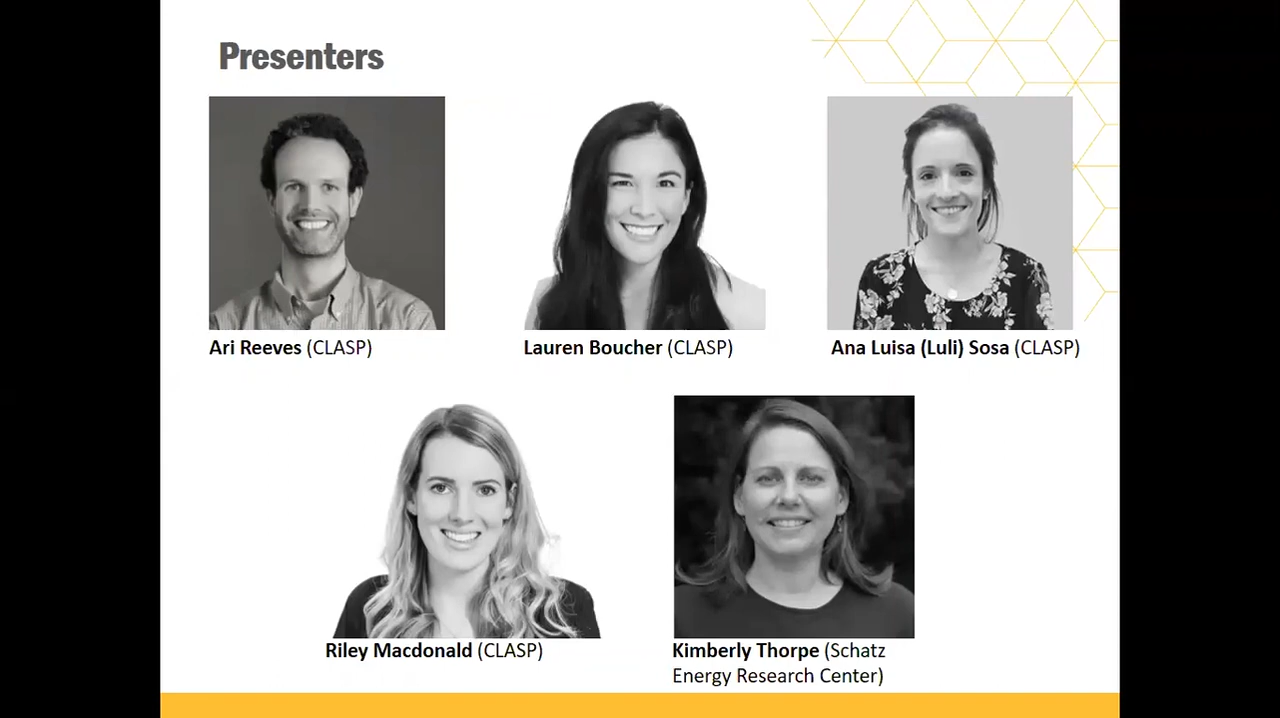 Presenters
Ari Reeves (CLASP)
Lauren Boucher (CLASP)
Ana Luisa (Luli) Sosa (CLASP)
Riley Macdonald (CLASP)
Kimberly Thorpe (Schatz
Energy Research Center)